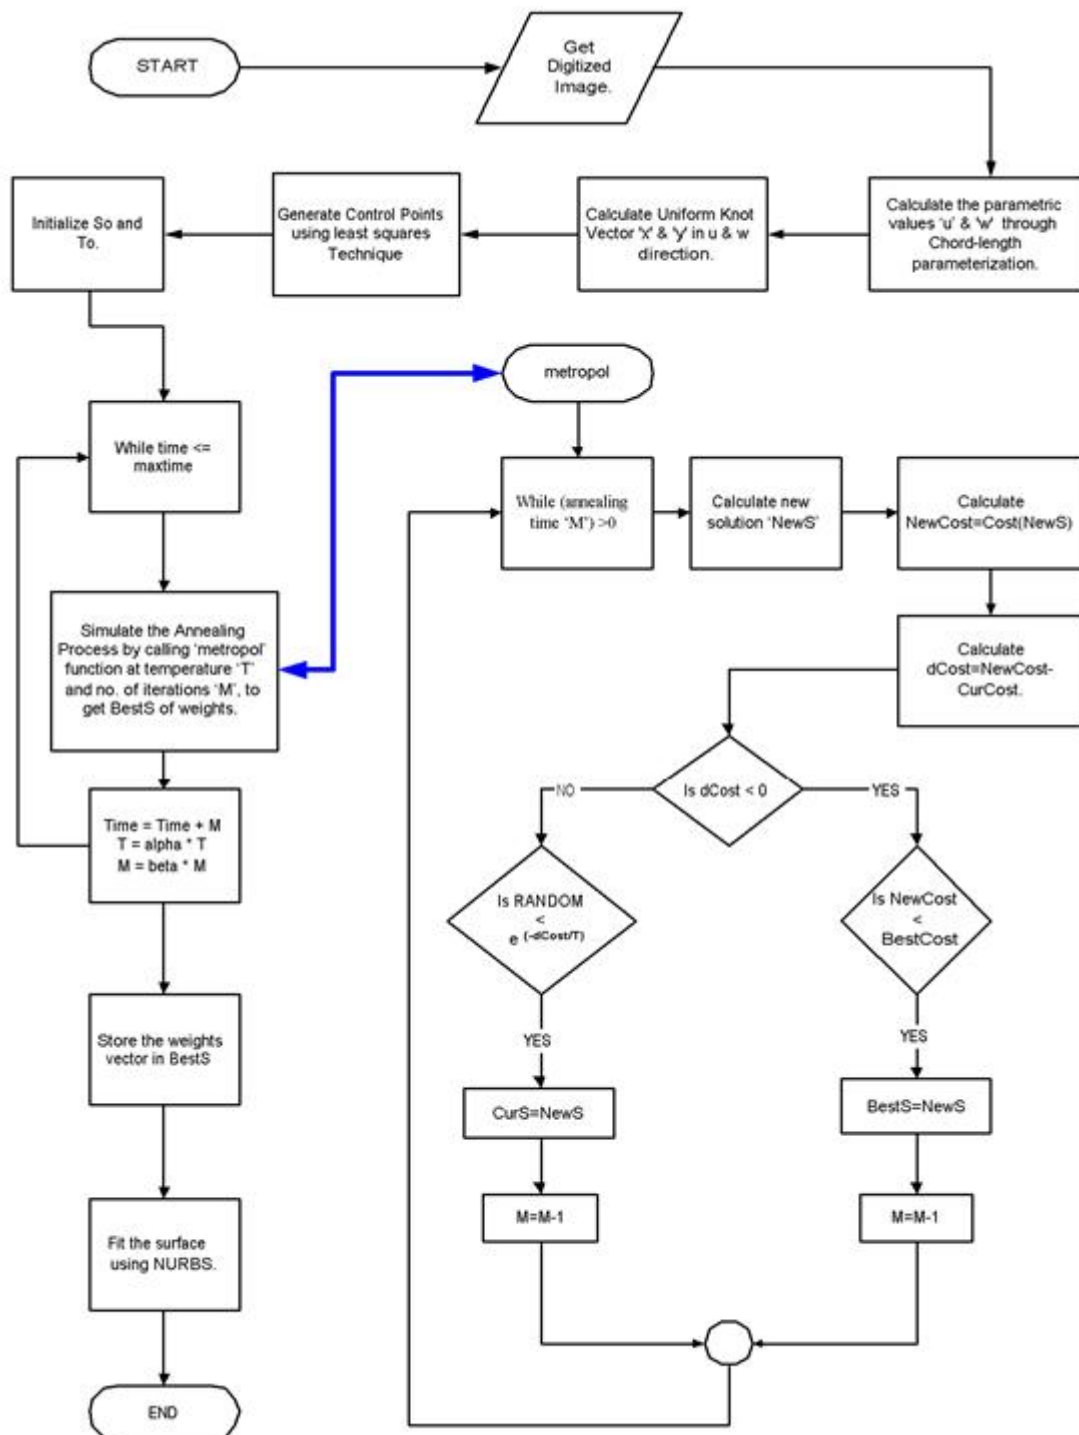 START
Get
Digitized
Image.
Calculate the parametric
values 'u' & 'w' through
Chord-length
parameterization.
Calculate Uniform Knot
Vector 'x' & 'y' in u & w
direction.
Generate Control Points
using least squares
Technique
Initialize So and
To.
While time <=
maxtime
Simulate the Annealing
Process by calling 'metropol'
function at temperature 'T'
and no. of iterations 'M', to
get BestS of weights.
Time = Time + M
T = alpha * T
M = beta * M
Store the weights
vector in BestS
Fit the surface
using NURBS.
END
metropol
While (annealing
time 'M') >0
Calculate new
solution 'NewS'
Calculate
NewCost=Cost(NewS)
Calculate
dCost=NewCost-
CurCost.
Is dCost < 0
NO
YES
Is RANDOM
<
e (-dCost/T)
YES
CurS=NewS
M=M-1
Is NewCost
<
BestCost
YES
BestS=NewS
M=M-1